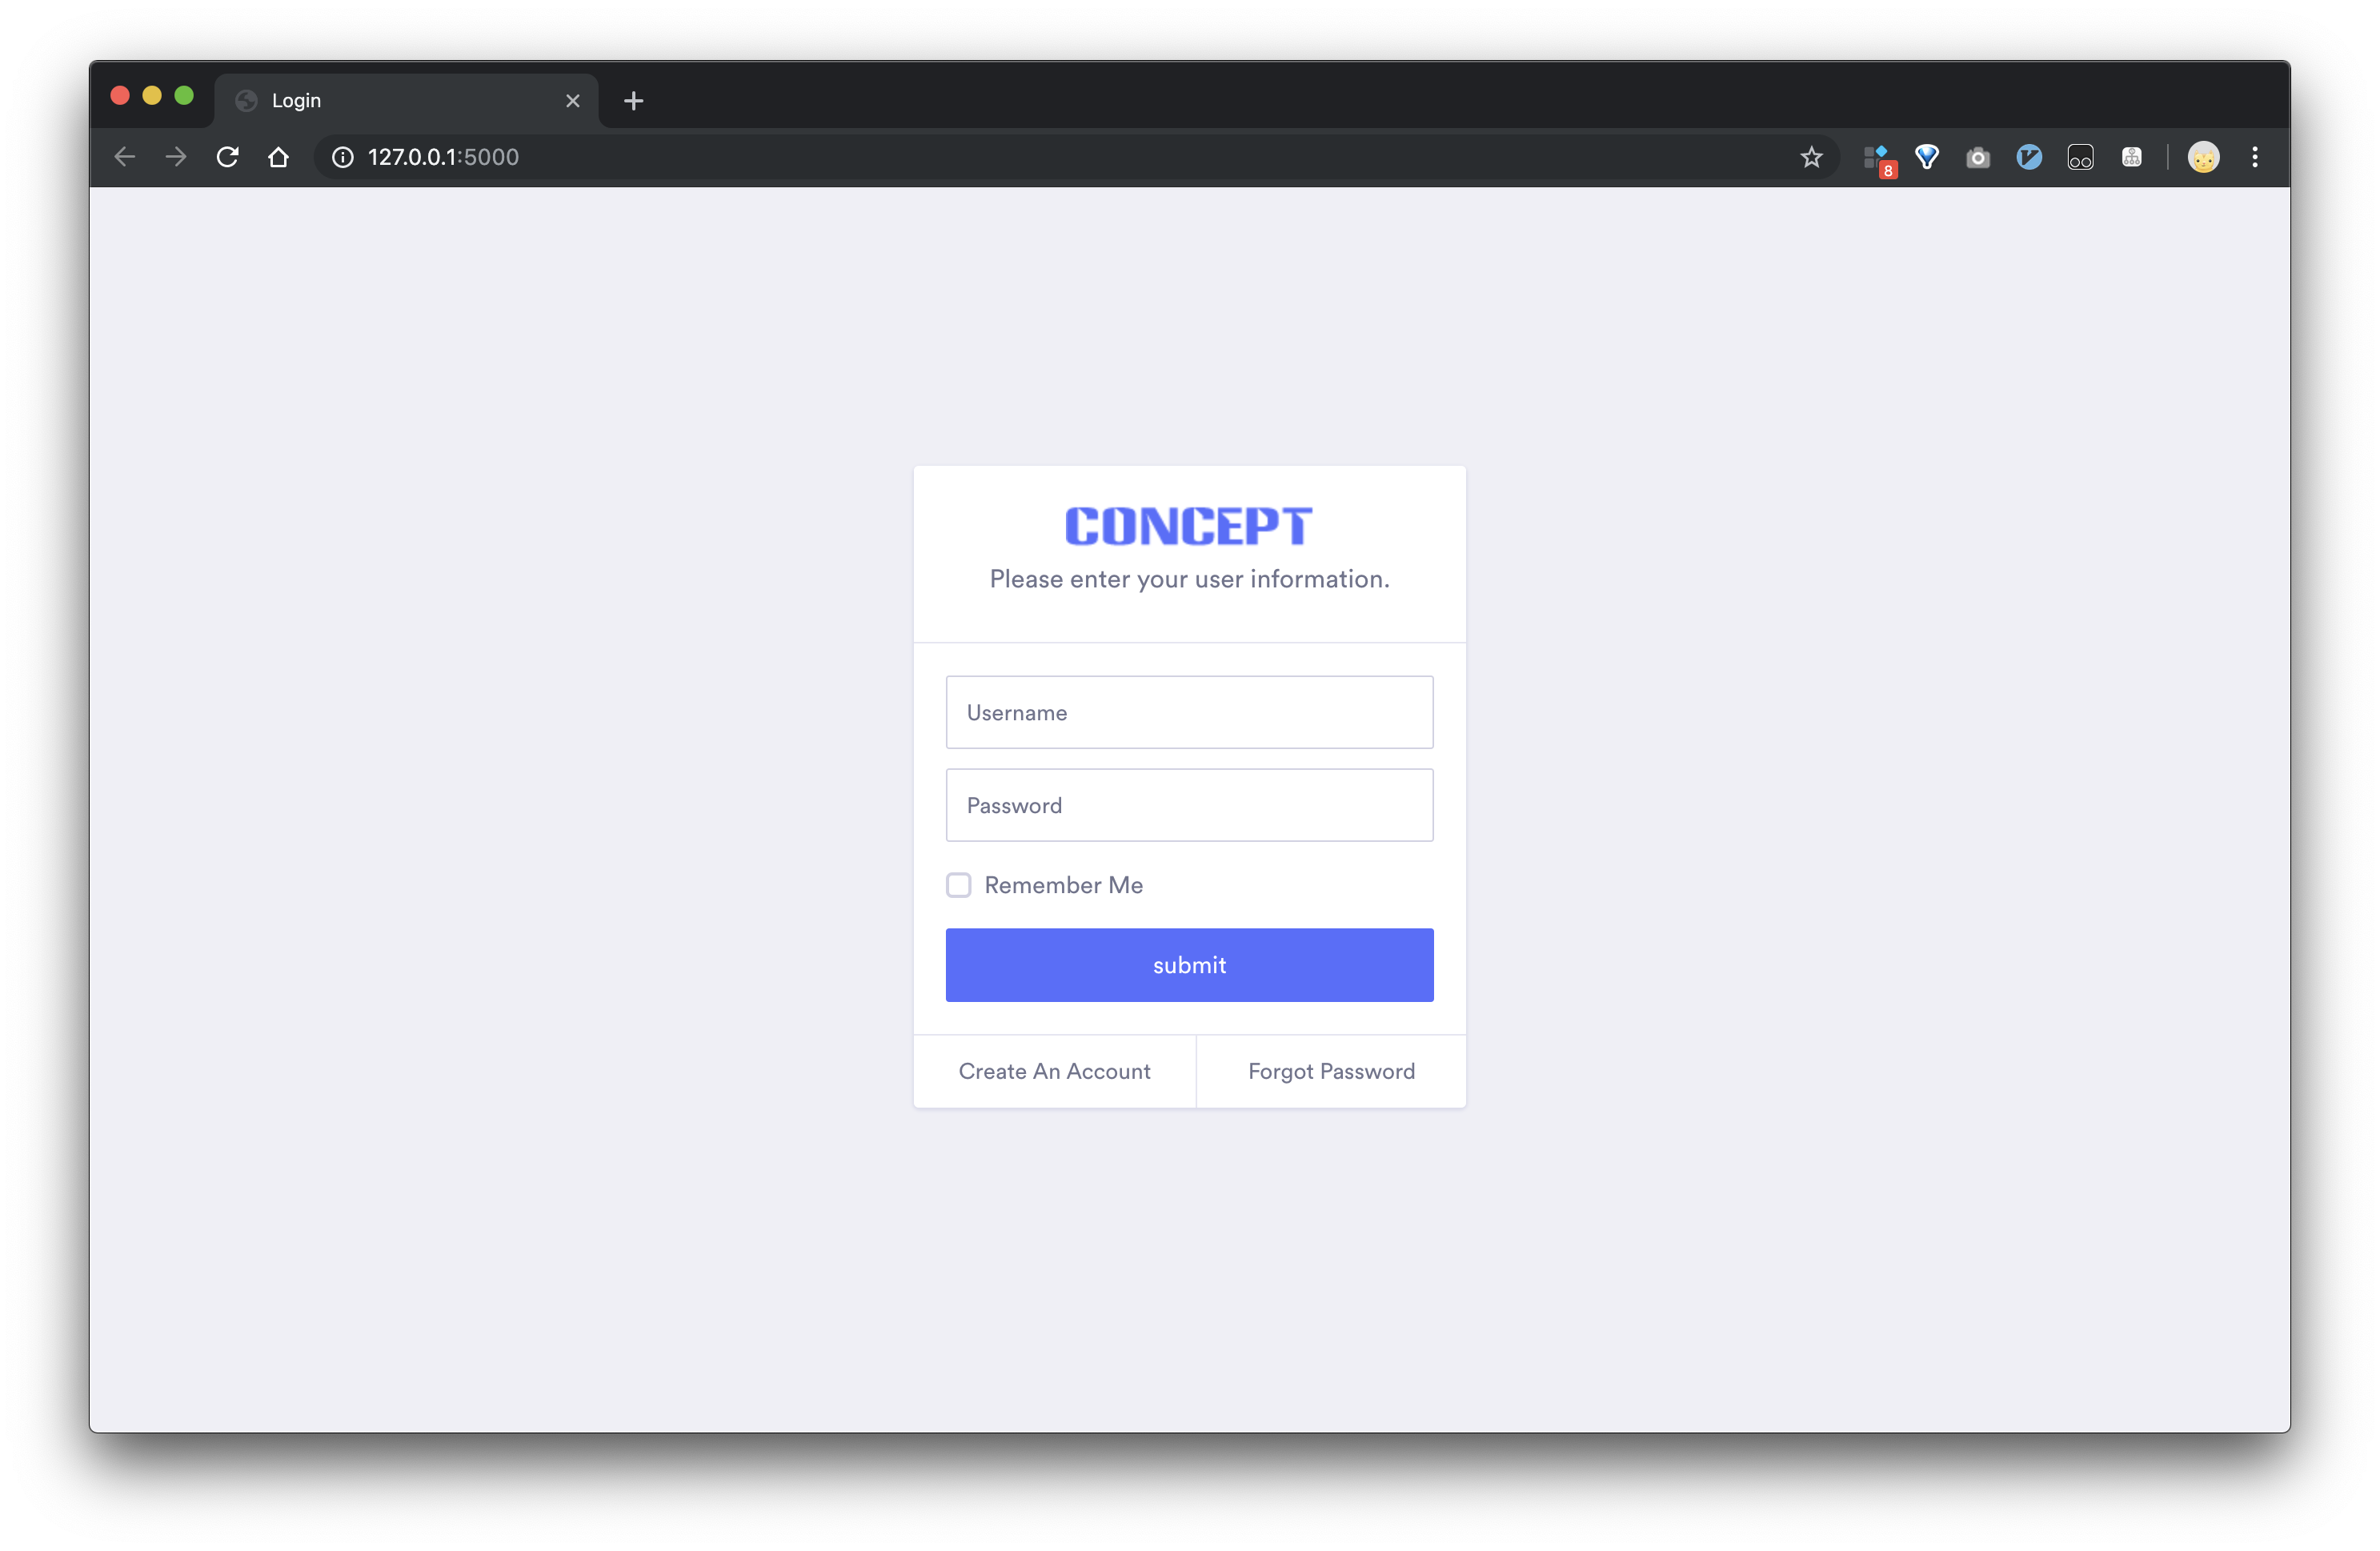 Login
127.0.0.1:5000
8
CONCEPT
Please enter your user information.
Username
Password
Remember Me
submit
Create An Account
Forgot Password